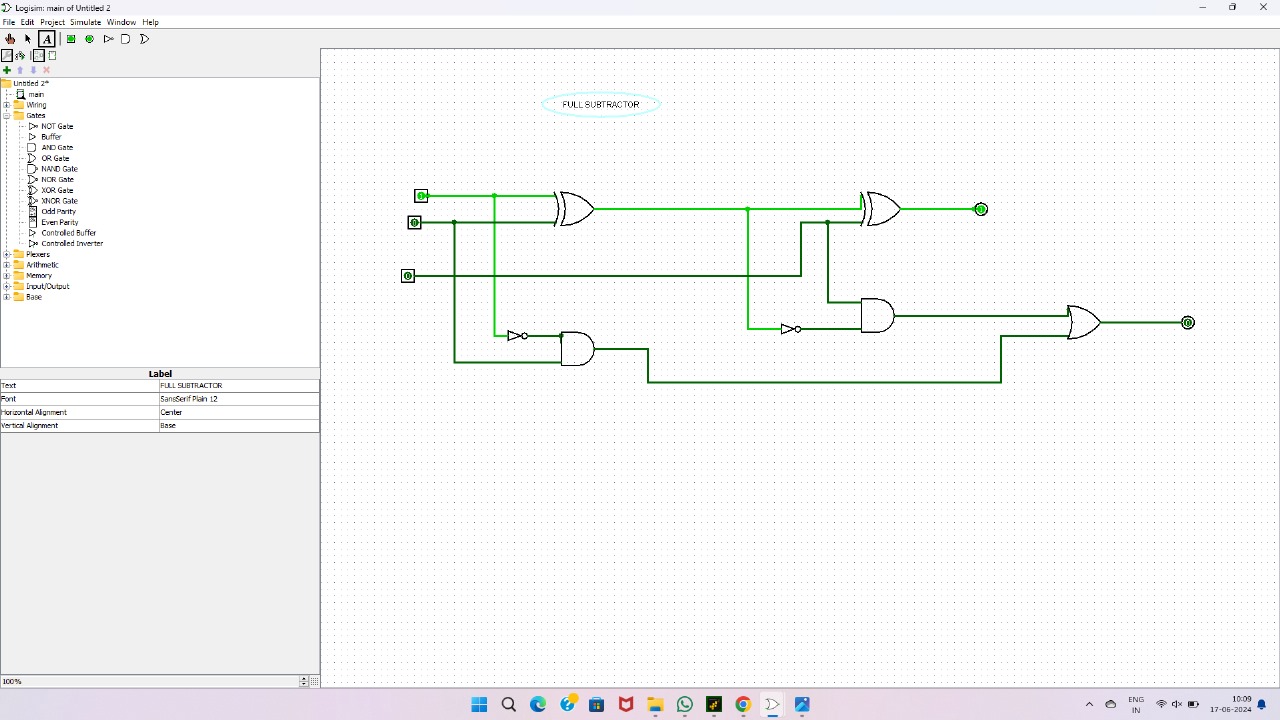 Logisim: main of Untitled 2
File Edit Project Simulate Window Help
A
Untitled 2*
main
Wiring
Gates
NOT Gate
Buffer
AND Gate
OR Gate
NAND Gate
NOR Gate
XOR Gate
XNOR Gate
Odd Parity
Even Parity
Controlled Buffer
Controlled Inverter
Plexers
Arithmetic
Memory
Input/Output
Base
Label
Text FULL SUBTRACTOR
Font SansSerif Plain 12
Horizontal Alignment Center
Vertical Alignment Base
100%
FULL SUBTRACTOR
1
0
0
1
0
ENG
IN
10:09
17-06-2024